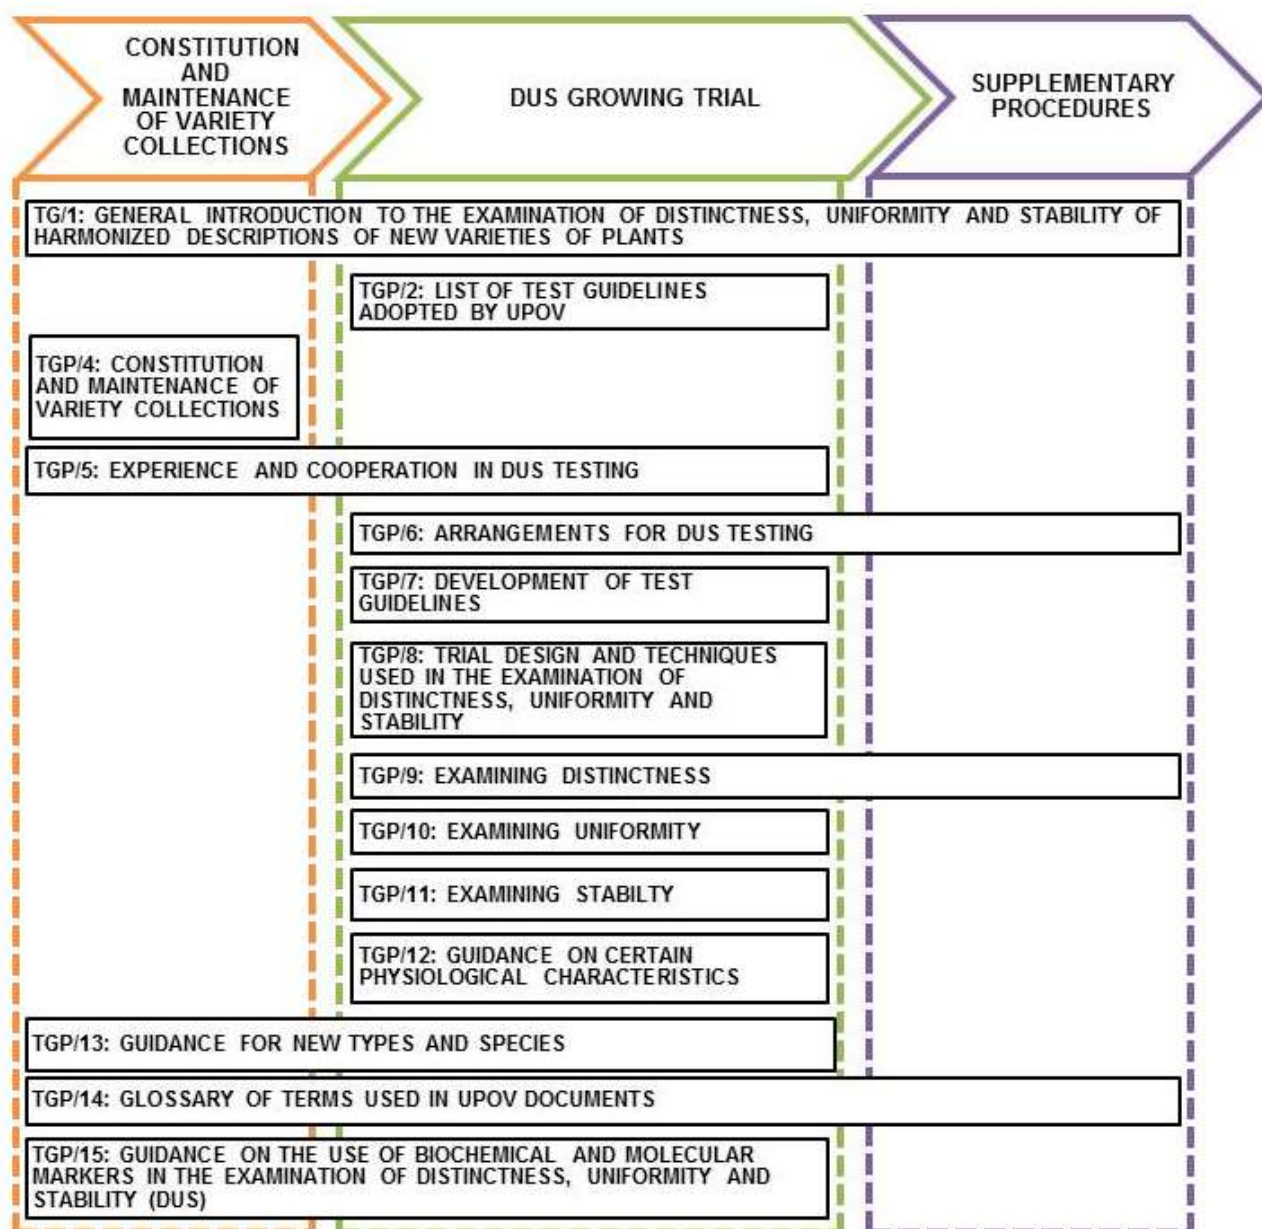 CONSTITUTION
AND
MAINTENANCE
OF VARIETY
COLLECTIONS
DUS GROWING TRIAL
SUPPLEMENTARY
PROCEDURES
TG/1: GENERAL INTRODUCTION TO THE EXAMINATION OF DISTINCTNESS, UNIFORMITY AND STABILITY OF
HARMONIZED DESCRIPTIONS OF NEW VARIETIES OF PLANTS
TGP/2: LIST OF TEST GUIDELINES
ADOPTED BY UPOV
TGP/4: CONSTITUTION
AND MAINTENANCE OF
VARIETY COLLECTIONS
TGP/5: EXPERIENCE AND COOPERATION IN DUS TESTING
TGP/6: ARRANGEMENTS FOR DUS TESTING
TGP/7: DEVELOPMENT OF TEST
GUIDELINES
TGP/8: TRIAL DESIGN AND TECHNIQUES
USED IN THE EXAMINATION OF
DISTINCTNESS, UNIFORMITY AND
STABILITY
TGP/9: EXAMINING DISTINCTNESS
TGP/10: EXAMINING UNIFORMITY
TGP/11: EXAMINING STABILTY
TGP/12: GUIDANCE ON CERTAIN
PHYSIOLOGICAL CHARACTERISTICS
TGP/13: GUIDANCE FOR NEW TYPES AND SPECIES
TGP/14: GLOSSARY OF TERMS USED IN UPOV DOCUMENTS
TGP/15: GUIDANCE ON THE USE OF BIOCHEMICAL AND MOLECULAR
MARKERS IN THE EXAMINATION OF DISTINCTNESS, UNIFORMITY AND
STABILITY (DUS)